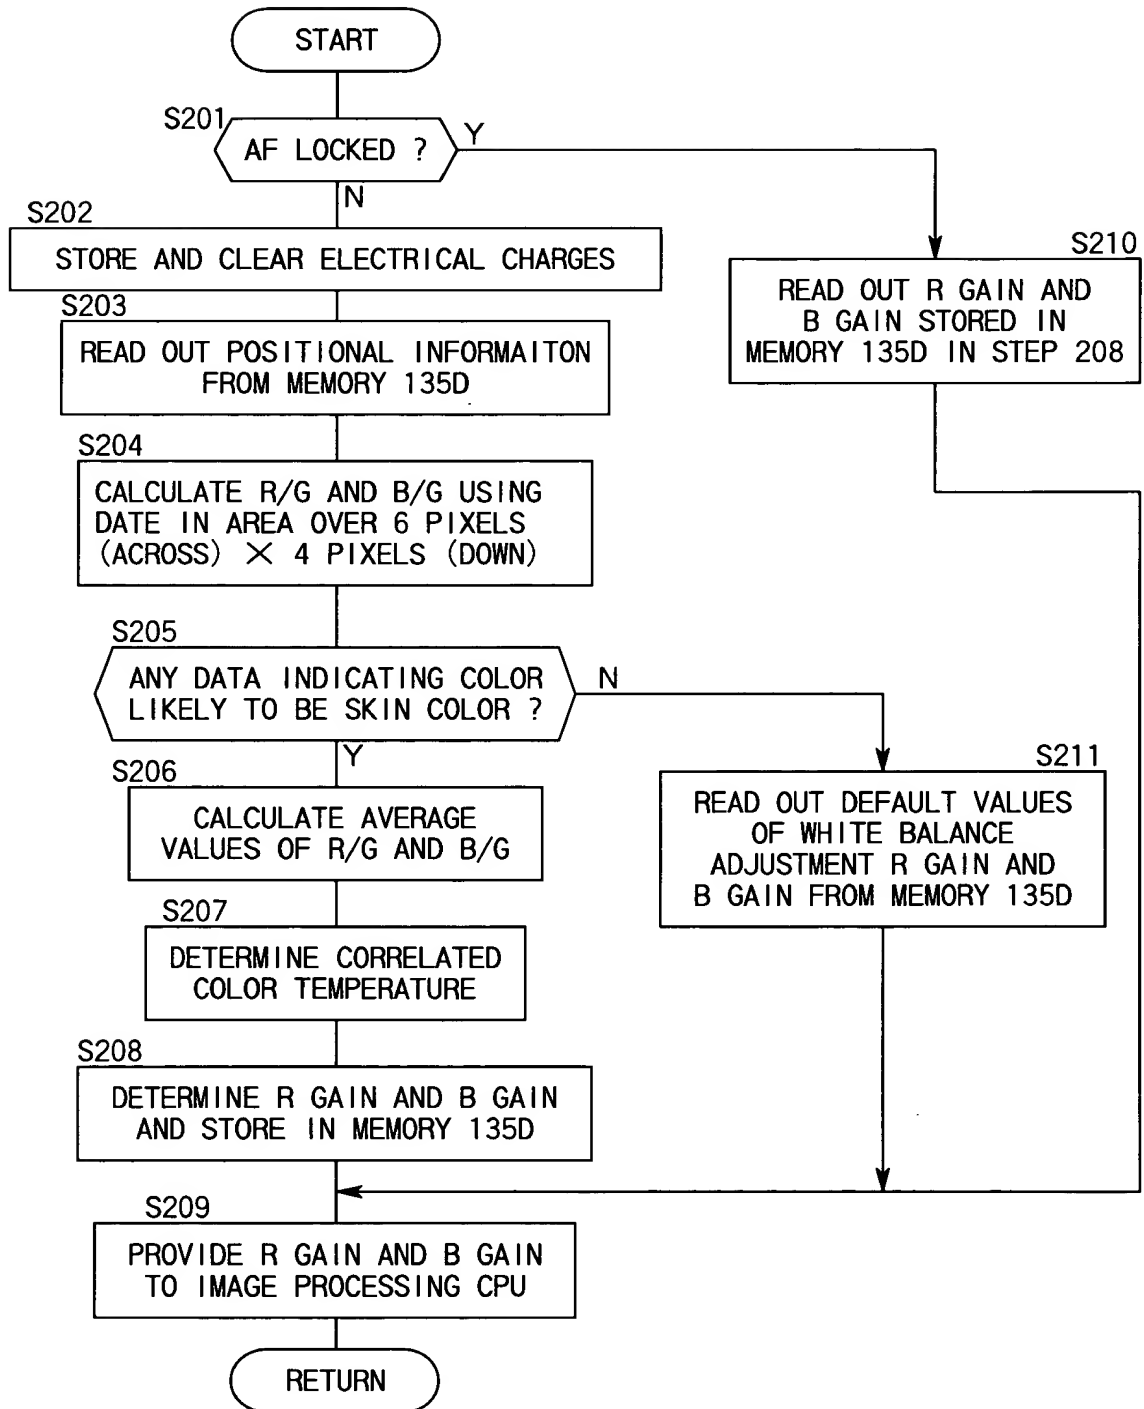 START
S201
AF LOCKED ?
Y
N
S202
STORE AND CLEAR ELECTRICAL CHARGES
S210
READ OUT R GAIN AND
B GAIN STORED IN
MEMORY 135D IN STEP 208
S203
READ OUT POSITIONAL INFORMAITON
FROM MEMORY 135D
S204
CALCULATE R/G AND B/G USING
DATE IN AREA OVER 6 PIXELS
(ACROSS) × 4 PIXELS (DOWN)
S205
ANY DATA INDICATING COLOR
LIKELY TO BE SKIN COLOR ?
N
Y
S206
CALCULATE AVERAGE
VALUES OF R/G AND B/G
S211
READ OUT DEFAULT VALUES
OF WHITE BALANCE
ADJUSTMENT R GAIN AND
B GAIN FROM MEMORY 135D
S207
DETERMINE CORRELATED
COLOR TEMPERATURE
S208
DETERMINE R GAIN AND B GAIN
AND STORE IN MEMORY 135D
S209
PROVIDE R GAIN AND B GAIN
TO IMAGE PROCESSING CPU
RETURN